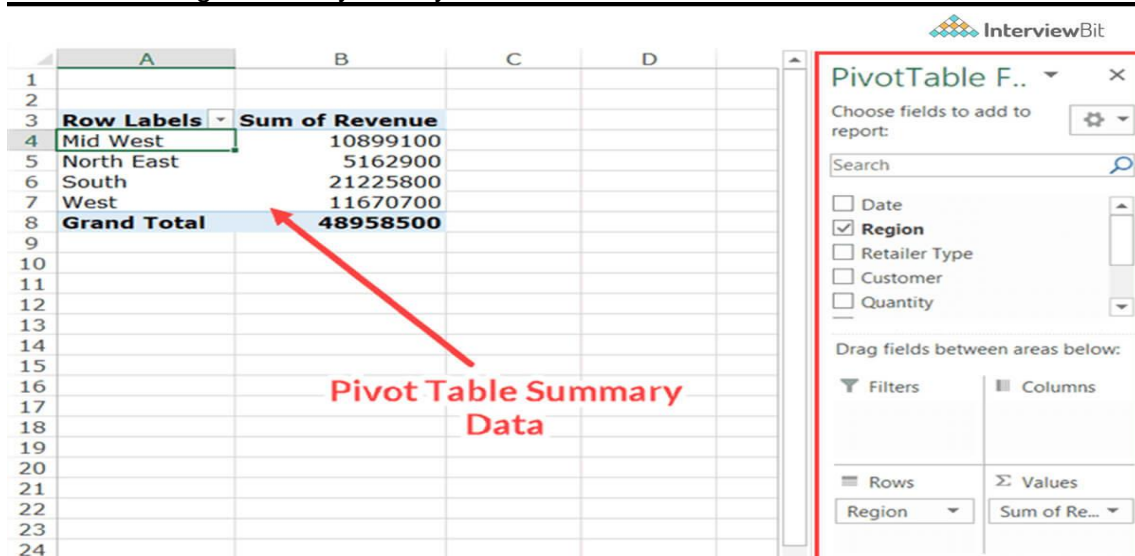 InterviewBit
A B C D
1
2
3 Row Labels Sum of Revenue
4 Mid West 10899100
5 North East 5162900
6 South 21225800
7 West 11670700
8 Grand Total 48958500
9
10
11
12
13
14
15
16
17
18
19
20
21
22
23
24
Pivot Table Summary
Data
PivotTable F..
Choose fields to add to
report:
Search
Date
Region
Retailer Type
Customer
Quantity
Drag fields between areas below:
Filters Columns
Rows Σ Values
Region Sum of Re...